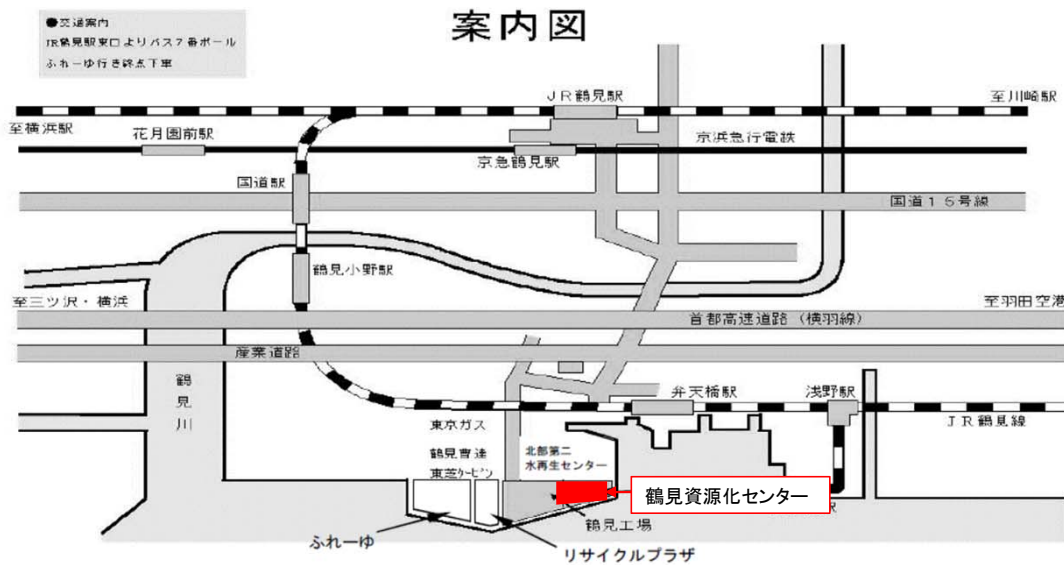 案内図
●交通案内
JR鶴見駅東口よりバス7番ポール
ふれーゆ行き終点下車
JR鶴見駅
至川崎駅
至横浜駅
花月園前駅
京急鶴見駅
京浜急行電鉄
国道駅
国道15号線
鶴見小野駅
至三ツ沢・横浜
至羽田空港
首都高速道路(横羽線)
産業道路
鶴見川
弁天橋駅
浅野駅
JR鶴見線
東京ガス
鶴見曹達
東芝ケービン
北部第二
水再生センター
鶴見資源化センター
駅
鶴見工場
ふれーゆ
リサイクルプラザ